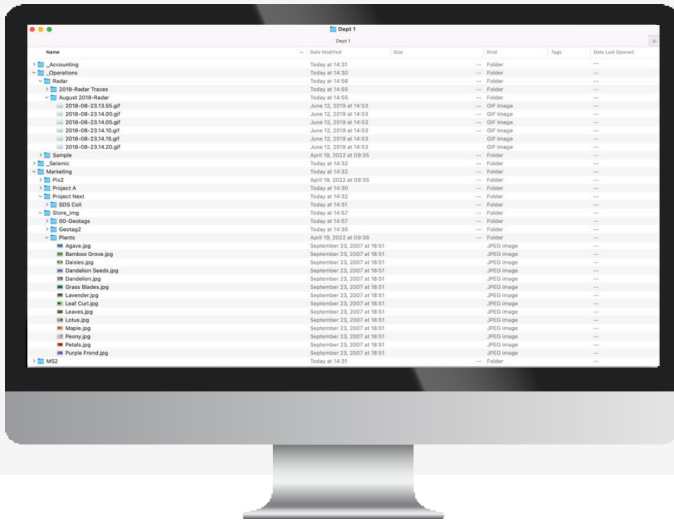 Dept 1
Dept 1
Name Date Modified Size Kind Tags Date Last Opened
_Accounting Today at 14:31 -- Folder --
_Operations Today at 14:30 -- Folder --
Radar Today at 14:56 -- Folder --
2019-Radar Traces Today at 14:55 -- Folder --
August 2018-Radar Today at 14:55 -- Folder --
2018-08-23.13.55.gif June 12, 2019 at 14:53 GIF Image --
2018-08-23.14.00.gif June 12, 2019 at 14:53 GIF Image --
2018-08-23.14.05.gif June 12, 2019 at 14:53 GIF Image --
2018-08-23.14.10.gif June 12, 2019 at 14:53 GIF Image --
2018-08-23.14.15.gif June 12, 2019 at 14:53 GIF Image --
2018-08-23.14.20.gif June 12, 2019 at 14:53 GIF Image --
Sample April 19, 2022 at 09:35 -- Folder --
_Seismic Today at 14:32 -- Folder --
Marketing Today at 14:32 -- Folder --
Pix2 April 19, 2022 at 09:35 -- Folder --
Project A Today at 14:30 -- Folder --
Project Next Today at 14:32 -- Folder --
SDS Coll Today at 14:31 -- Folder --
Store_img Today at 14:57 -- Folder --
00-Geotags Today at 14:57 -- Folder --
Geotag2 Today at 14:35 -- Folder --
Plants April 19, 2022 at 09:36 -- Folder --
Agave.jpg September 23, 2007 at 18:51 JPEG image --
Bamboo Grove.jpg September 23, 2007 at 18:51 JPEG image --
Daisies.jpg September 23, 2007 at 18:51 JPEG image --
Dandelion Seeds.jpg September 23, 2007 at 18:51 JPEG image --
Dandelion.jpg September 23, 2007 at 18:51 JPEG image --
Grass Blades.jpg September 23, 2007 at 18:51 JPEG image --
Lavender.jpg September 23, 2007 at 18:51 JPEG image --
Leaf Curl.jpg September 23, 2007 at 18:51 JPEG image --
Leaves.jpg September 23, 2007 at 18:51 JPEG image --
Lotus.jpg September 23, 2007 at 18:51 JPEG image --
Maple.jpg September 23, 2007 at 18:51 JPEG image --
Peony.jpg September 23, 2007 at 18:51 JPEG image --
Petals.jpg September 23, 2007 at 18:51 JPEG image --
Purple Frond.jpg September 23, 2007 at 18:51 JPEG image --
MS2 Today at 14:31 -- Folder --